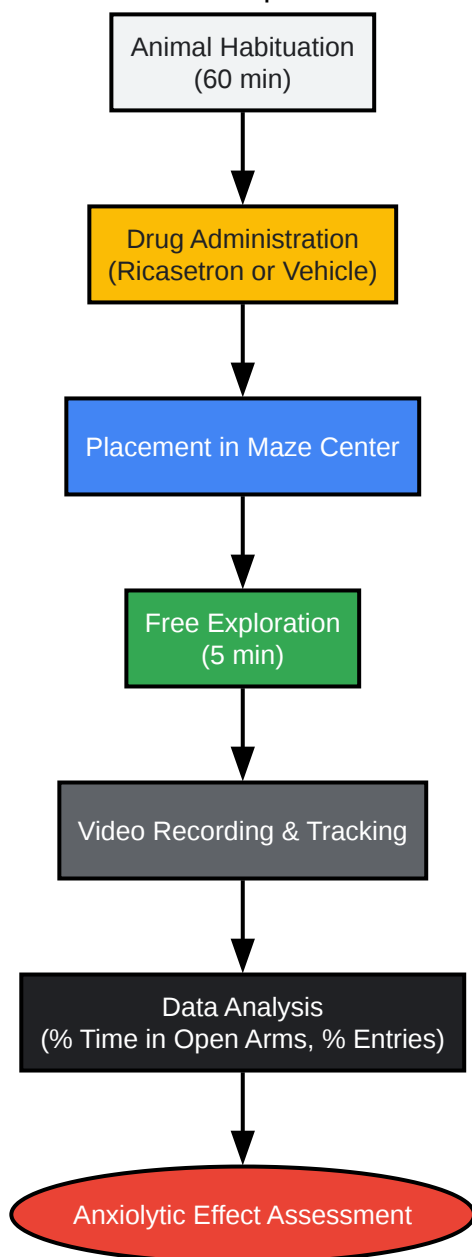 Animal Habituation
(60 min)
Drug Administration
(Ricasetron or Vehicle)
Placement in Maze Center
Free Exploration
(5 min)
Video Recording & Tracking
Data Analysis
(% Time in Open Arms, % Entries)
Anxiolytic Effect Assessment